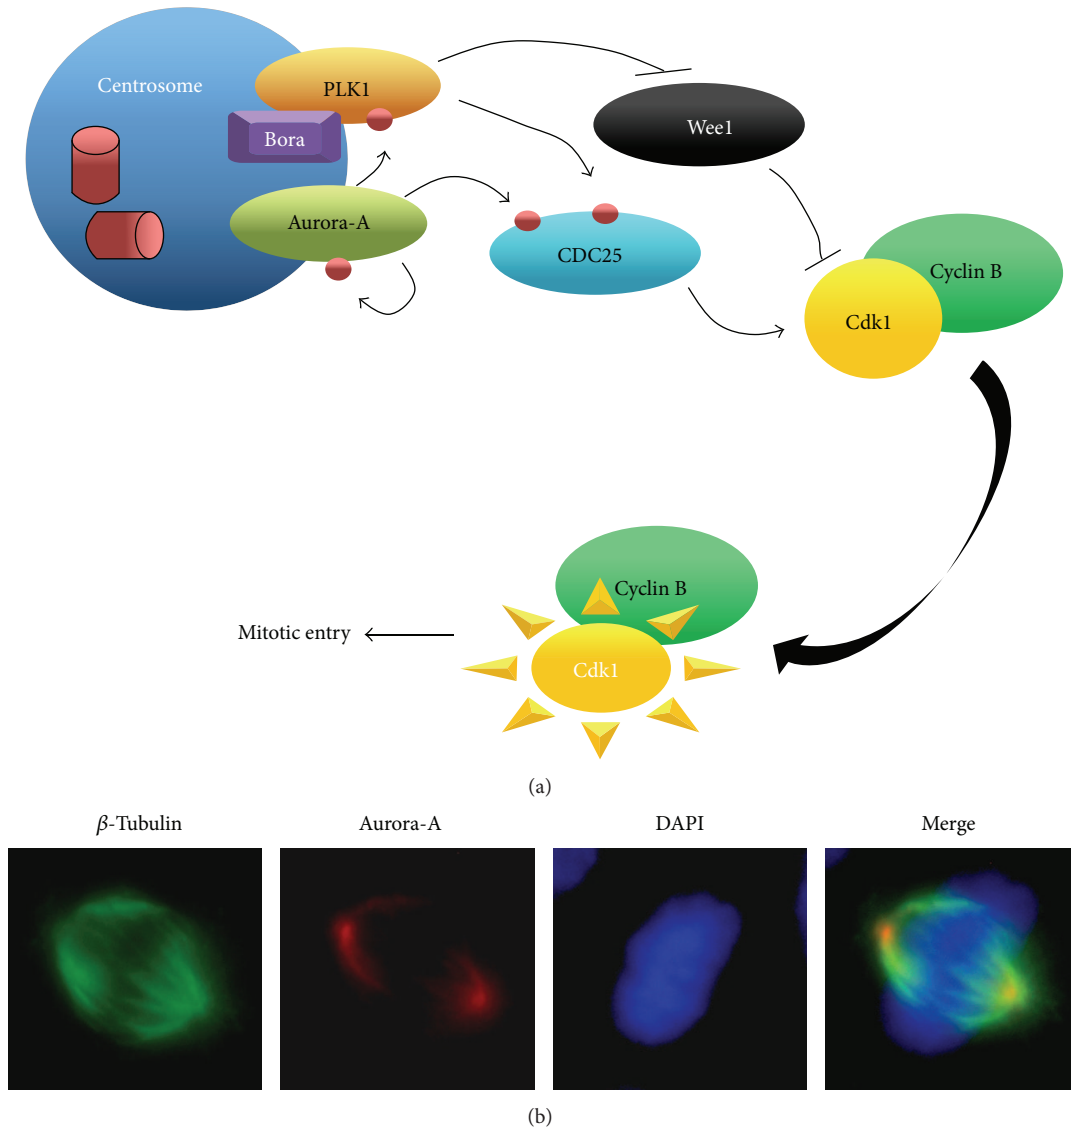 Centrosome
PLK1
Bora
Aurora-A
Wee1
CDC25
Cyclin B
Cdk1
Cyclin B
Cdk1
Mitotic entry
(a)
β-Tubulin
Aurora-A
DAPI
Merge
(b)